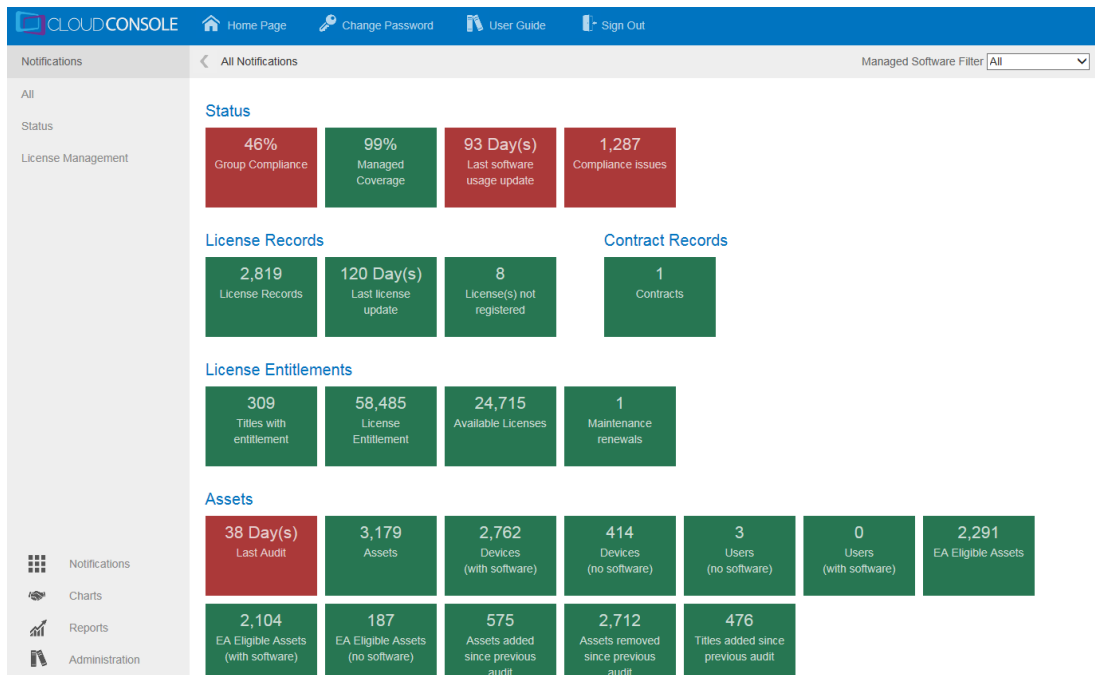 CLOUDCONSOLE Home Page Change Password User Guide Sign Out
Notifications
All Notifications
Managed Software Filter All
All
Status
License Management
Status
46%
Group Compliance
99%
Managed
Coverage
93 Day(s)
Last software
usage update
1,287
Compliance issues
License Records
2,819
License Records
120 Day(s)
Last license
update
8
License(s) not
registered
Contract Records
1
Contracts
License Entitlements
309
Titles with
entitlement
58,485
License
Entitlement
24,715
Available Licenses
1
Maintenance
renewals
Assets
38 Day(s)
Last Audit
3,179
Assets
2,762
Devices
(with software)
414
Devices
(no software)
3
Users
(no software)
0
Users
(with software)
2,291
EA Eligible Assets
2,104
EA Eligible Assets
(with software)
187
EA Eligible Assets
(no software)
575
Assets added
since previous
audit
2,712
Assets removed
since previous
audit
476
Titles added since
previous audit
Notifications
Charts
Reports
Administration